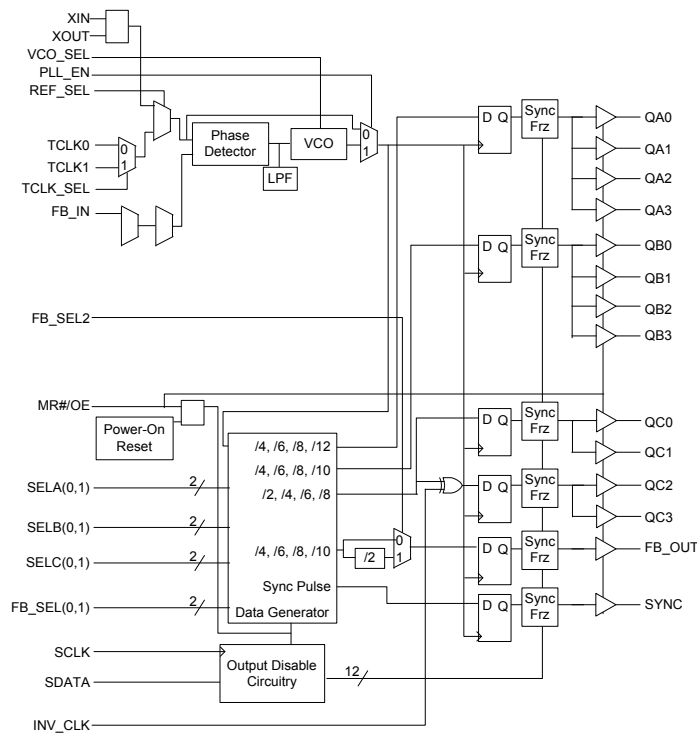 XIN
XOUT
VCO_SEL
PLL_EN
REF_SEL
TCLK0
TCLK1
TCLK_SEL
FB_IN
0
1
Phase
Detector
LPF
VCO
0
1
D Q
Sync
Frz
QA0
QA1
QA2
QA3
D Q
Sync
Frz
QB0
QB1
QB2
QB3
FB_SEL2
MR#/OE
Power-On
Reset
SELA(0,1)
2
SELB(0,1)
2
SELC(0,1)
2
FB_SEL(0,1)
2
/4, /6, /8, /12
/4, /6, /8, /10
/2, /4, /6, /8
/4, /6, /8, /10
/2
0
1
Sync Pulse
Data Generator
D Q
Sync
Frz
QC0
QC1
D Q
Sync
Frz
QC2
QC3
D Q
Sync
Frz
FB_OUT
D Q
Sync
Frz
SYNC
SCLK
SDATA
Output Disable
Circuitry
12
INV_CLK